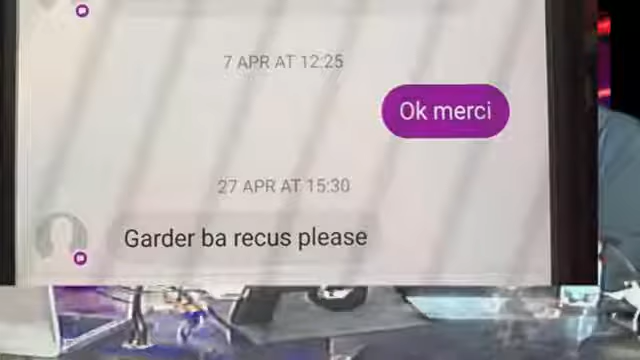 7 APR AT 12:25
Ok merci
27 APR AT 15:30
Garder ba recus please